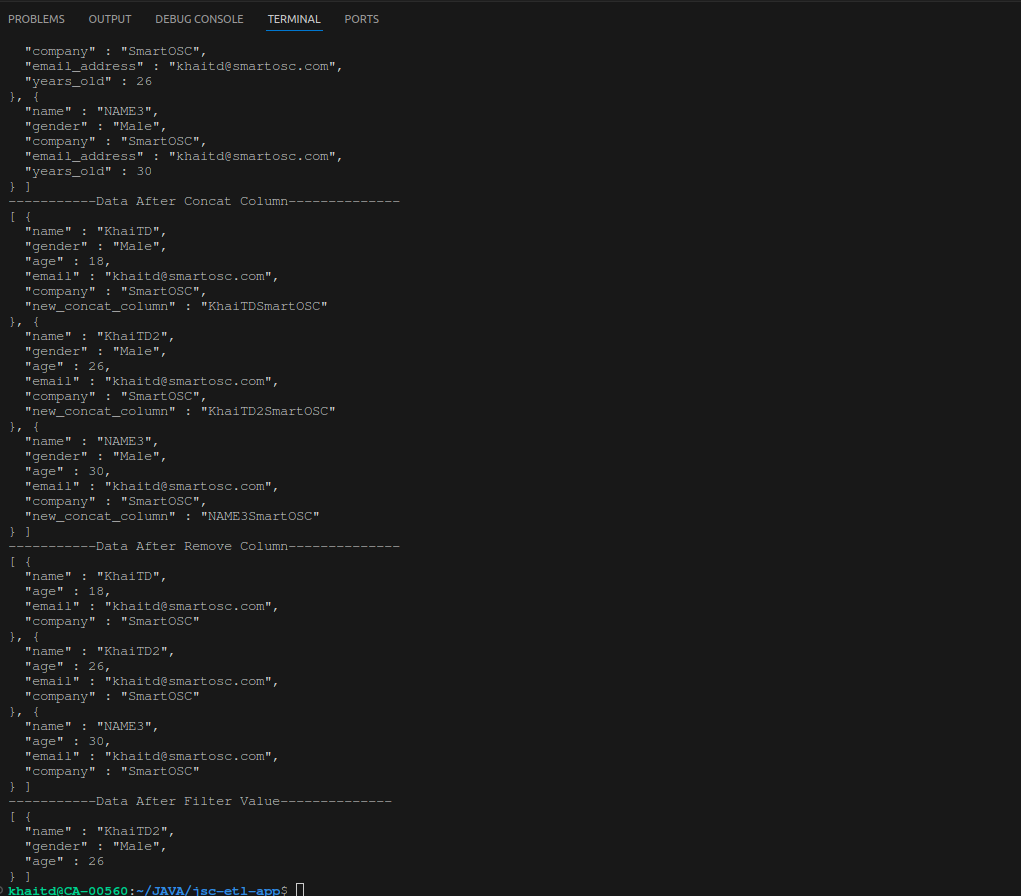 PROBLEMS OUTPUT DEBUG CONSOLE TERMINAL PORTS
  "company" : "SmartOSC",
  "email_address" : "khaitd@smartosc.com",
  "years_old" : 26
}, {
  "name" : "NAME3",
  "gender" : "Male",
  "company" : "SmartOSC",
  "email_address" : "khaitd@smartosc.com",
  "years_old" : 30
} ]
-----------Data After Concat Column--------------
[ {
  "name" : "KhaiTD",
  "gender" : "Male",
  "age" : 18,
  "email" : "khaitd@smartosc.com",
  "company" : "SmartOSC",
  "new_concat_column" : "KhaiTDSmartOSC"
}, {
  "name" : "KhaiTD2",
  "gender" : "Male",
  "age" : 26,
  "email" : "khaitd@smartosc.com",
  "company" : "SmartOSC",
  "new_concat_column" : "KhaiTD2SmartOSC"
}, {
  "name" : "NAME3",
  "gender" : "Male",
  "age" : 30,
  "email" : "khaitd@smartosc.com",
  "company" : "SmartOSC",
  "new_concat_column" : "NAME3SmartOSC"
} ]
-----------Data After Remove Column--------------
[ {
  "name" : "KhaiTD",
  "age" : 18,
  "email" : "khaitd@smartosc.com",
  "company" : "SmartOSC"
}, {
  "name" : "KhaiTD2",
  "age" : 26,
  "email" : "khaitd@smartosc.com",
  "company" : "SmartOSC"
}, {
  "name" : "NAME3",
  "age" : 30,
  "email" : "khaitd@smartosc.com",
  "company" : "SmartOSC"
} ]
-----------Data After Filter Value--------------
[ {
  "name" : "KhaiTD2",
  "gender" : "Male",
  "age" : 26
} ]
khaitd@CA-00560:~/JAVA/jsc-etl-app$